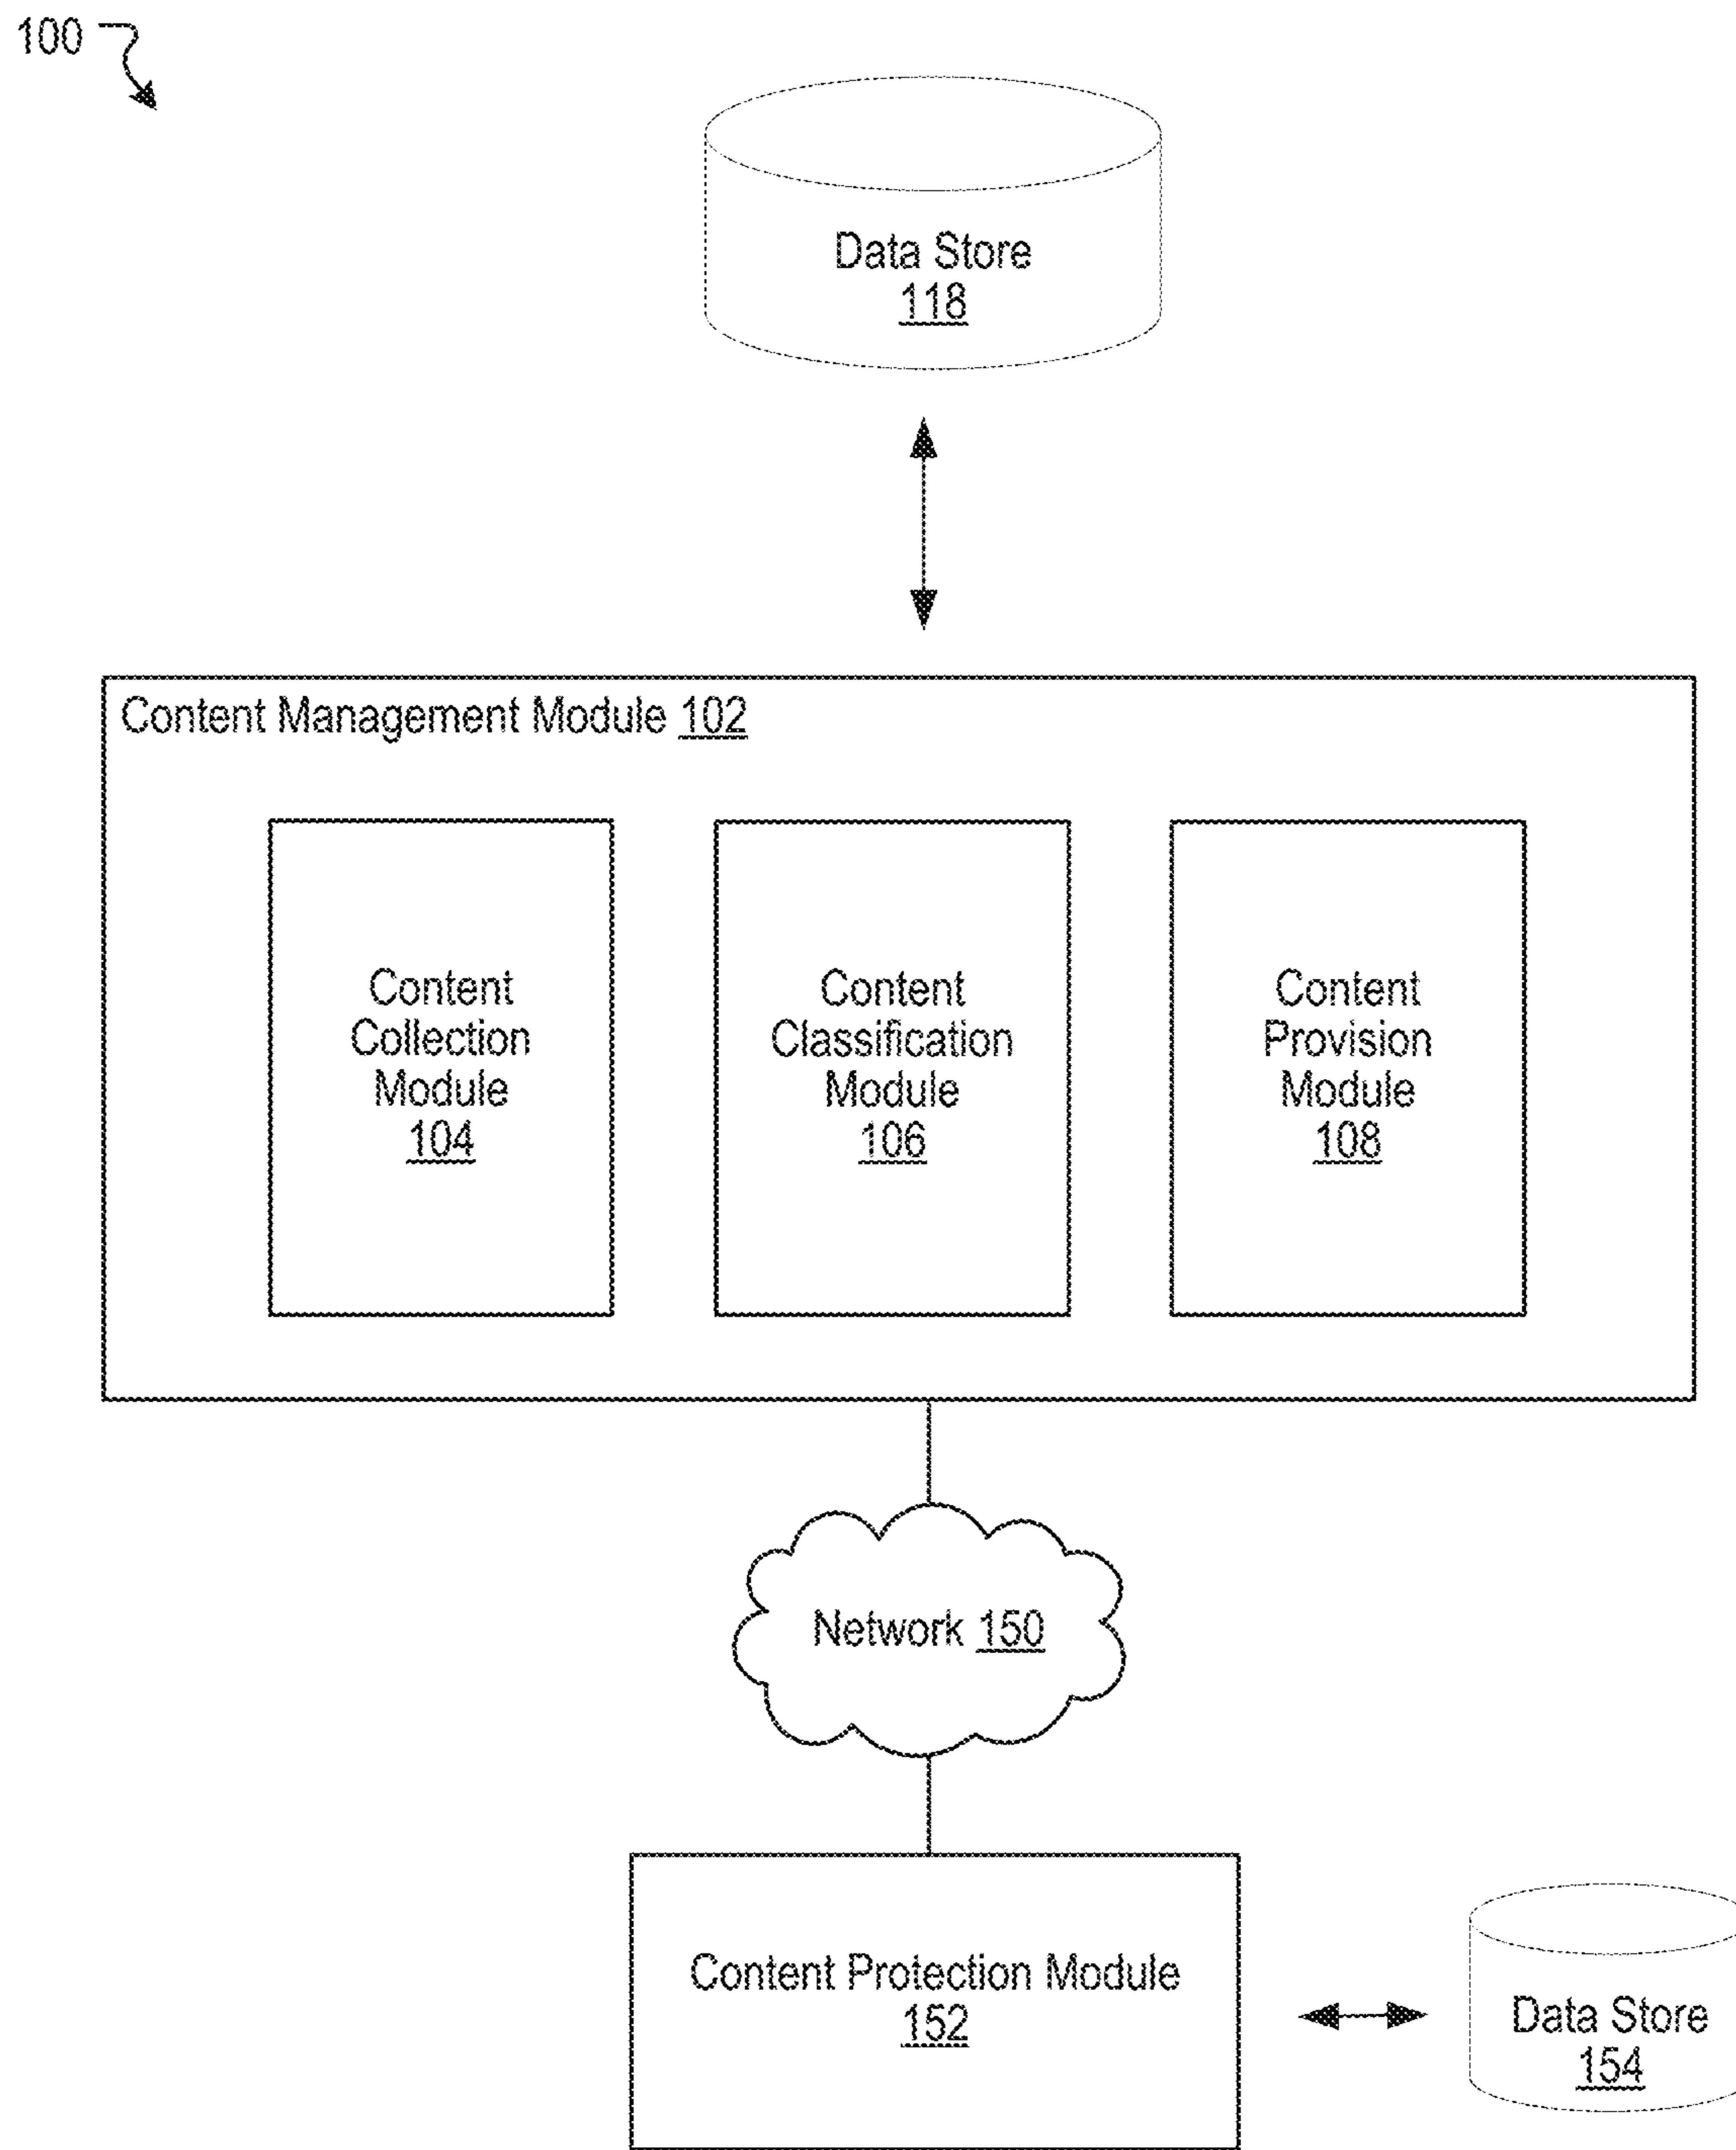 100
Data Store
118
Content Management Module 102
Content
Collection
Module
104
Content
Classification
Module
106
Content
Provision
Module
108
Network 150
Content Protection Module
152
Data Store
154